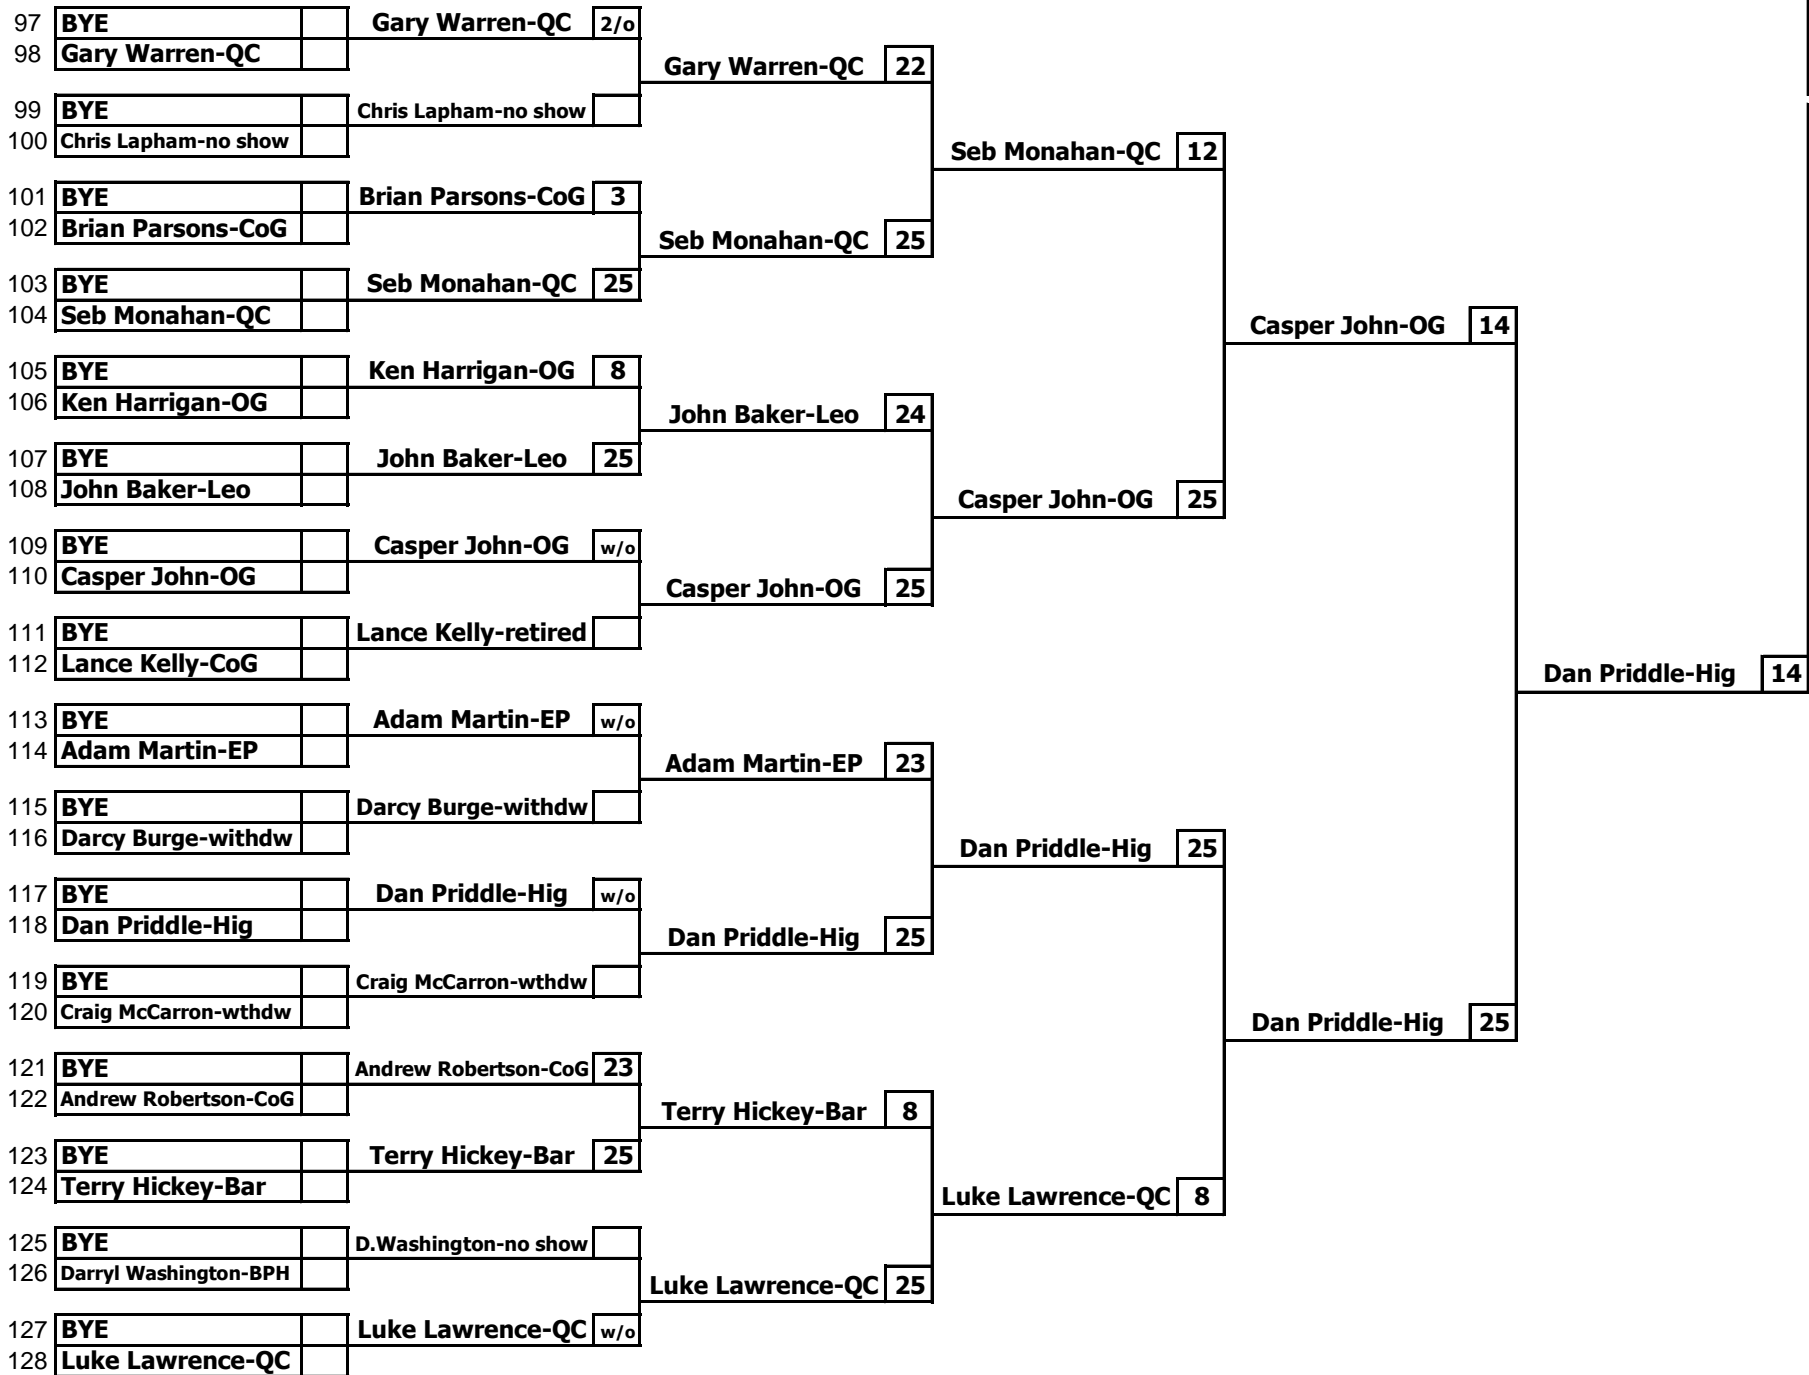 97 BYE Gary Warren-QC 2/o
98 Gary Warren-QC
Gary Warren-QC 22
99 BYE Chris Lapham-no show
100 Chris Lapham-no show
Seb Monahan-QC 12
101 BYE Brian Parsons-CoG 3
102 Brian Parsons-CoG
Seb Monahan-QC 25
103 BYE Seb Monahan-QC 25
104 Seb Monahan-QC
Casper John-OG 14
105 BYE Ken Harrigan-OG 8
106 Ken Harrigan-OG
John Baker-Leo 24
107 BYE John Baker-Leo 25
108 John Baker-Leo
Casper John-OG 25
109 BYE Casper John-OG w/o
110 Casper John-OG
Casper John-OG 25
111 BYE Lance Kelly-retired
112 Lance Kelly-CoG
Dan Priddle-Hig 14
113 BYE Adam Martin-EP w/o
114 Adam Martin-EP
Adam Martin-EP 23
115 BYE Darcy Burge-withdw
116 Darcy Burge-withdw
Dan Priddle-Hig 25
117 BYE Dan Priddle-Hig w/o
118 Dan Priddle-Hig
Dan Priddle-Hig 25
119 BYE Craig McCarron-wthdw
120 Craig McCarron-wthdw
Dan Priddle-Hig 25
121 BYE Andrew Robertson-CoG 23
122 Andrew Robertson-CoG
Terry Hickey-Bar 8
123 BYE Terry Hickey-Bar 25
124 Terry Hickey-Bar
Luke Lawrence-QC 8
125 BYE D.Washington-no show
126 Darryl Washington-BPH
Luke Lawrence-QC 25
127 BYE Luke Lawrence-QC w/o
128 Luke Lawrence-QC